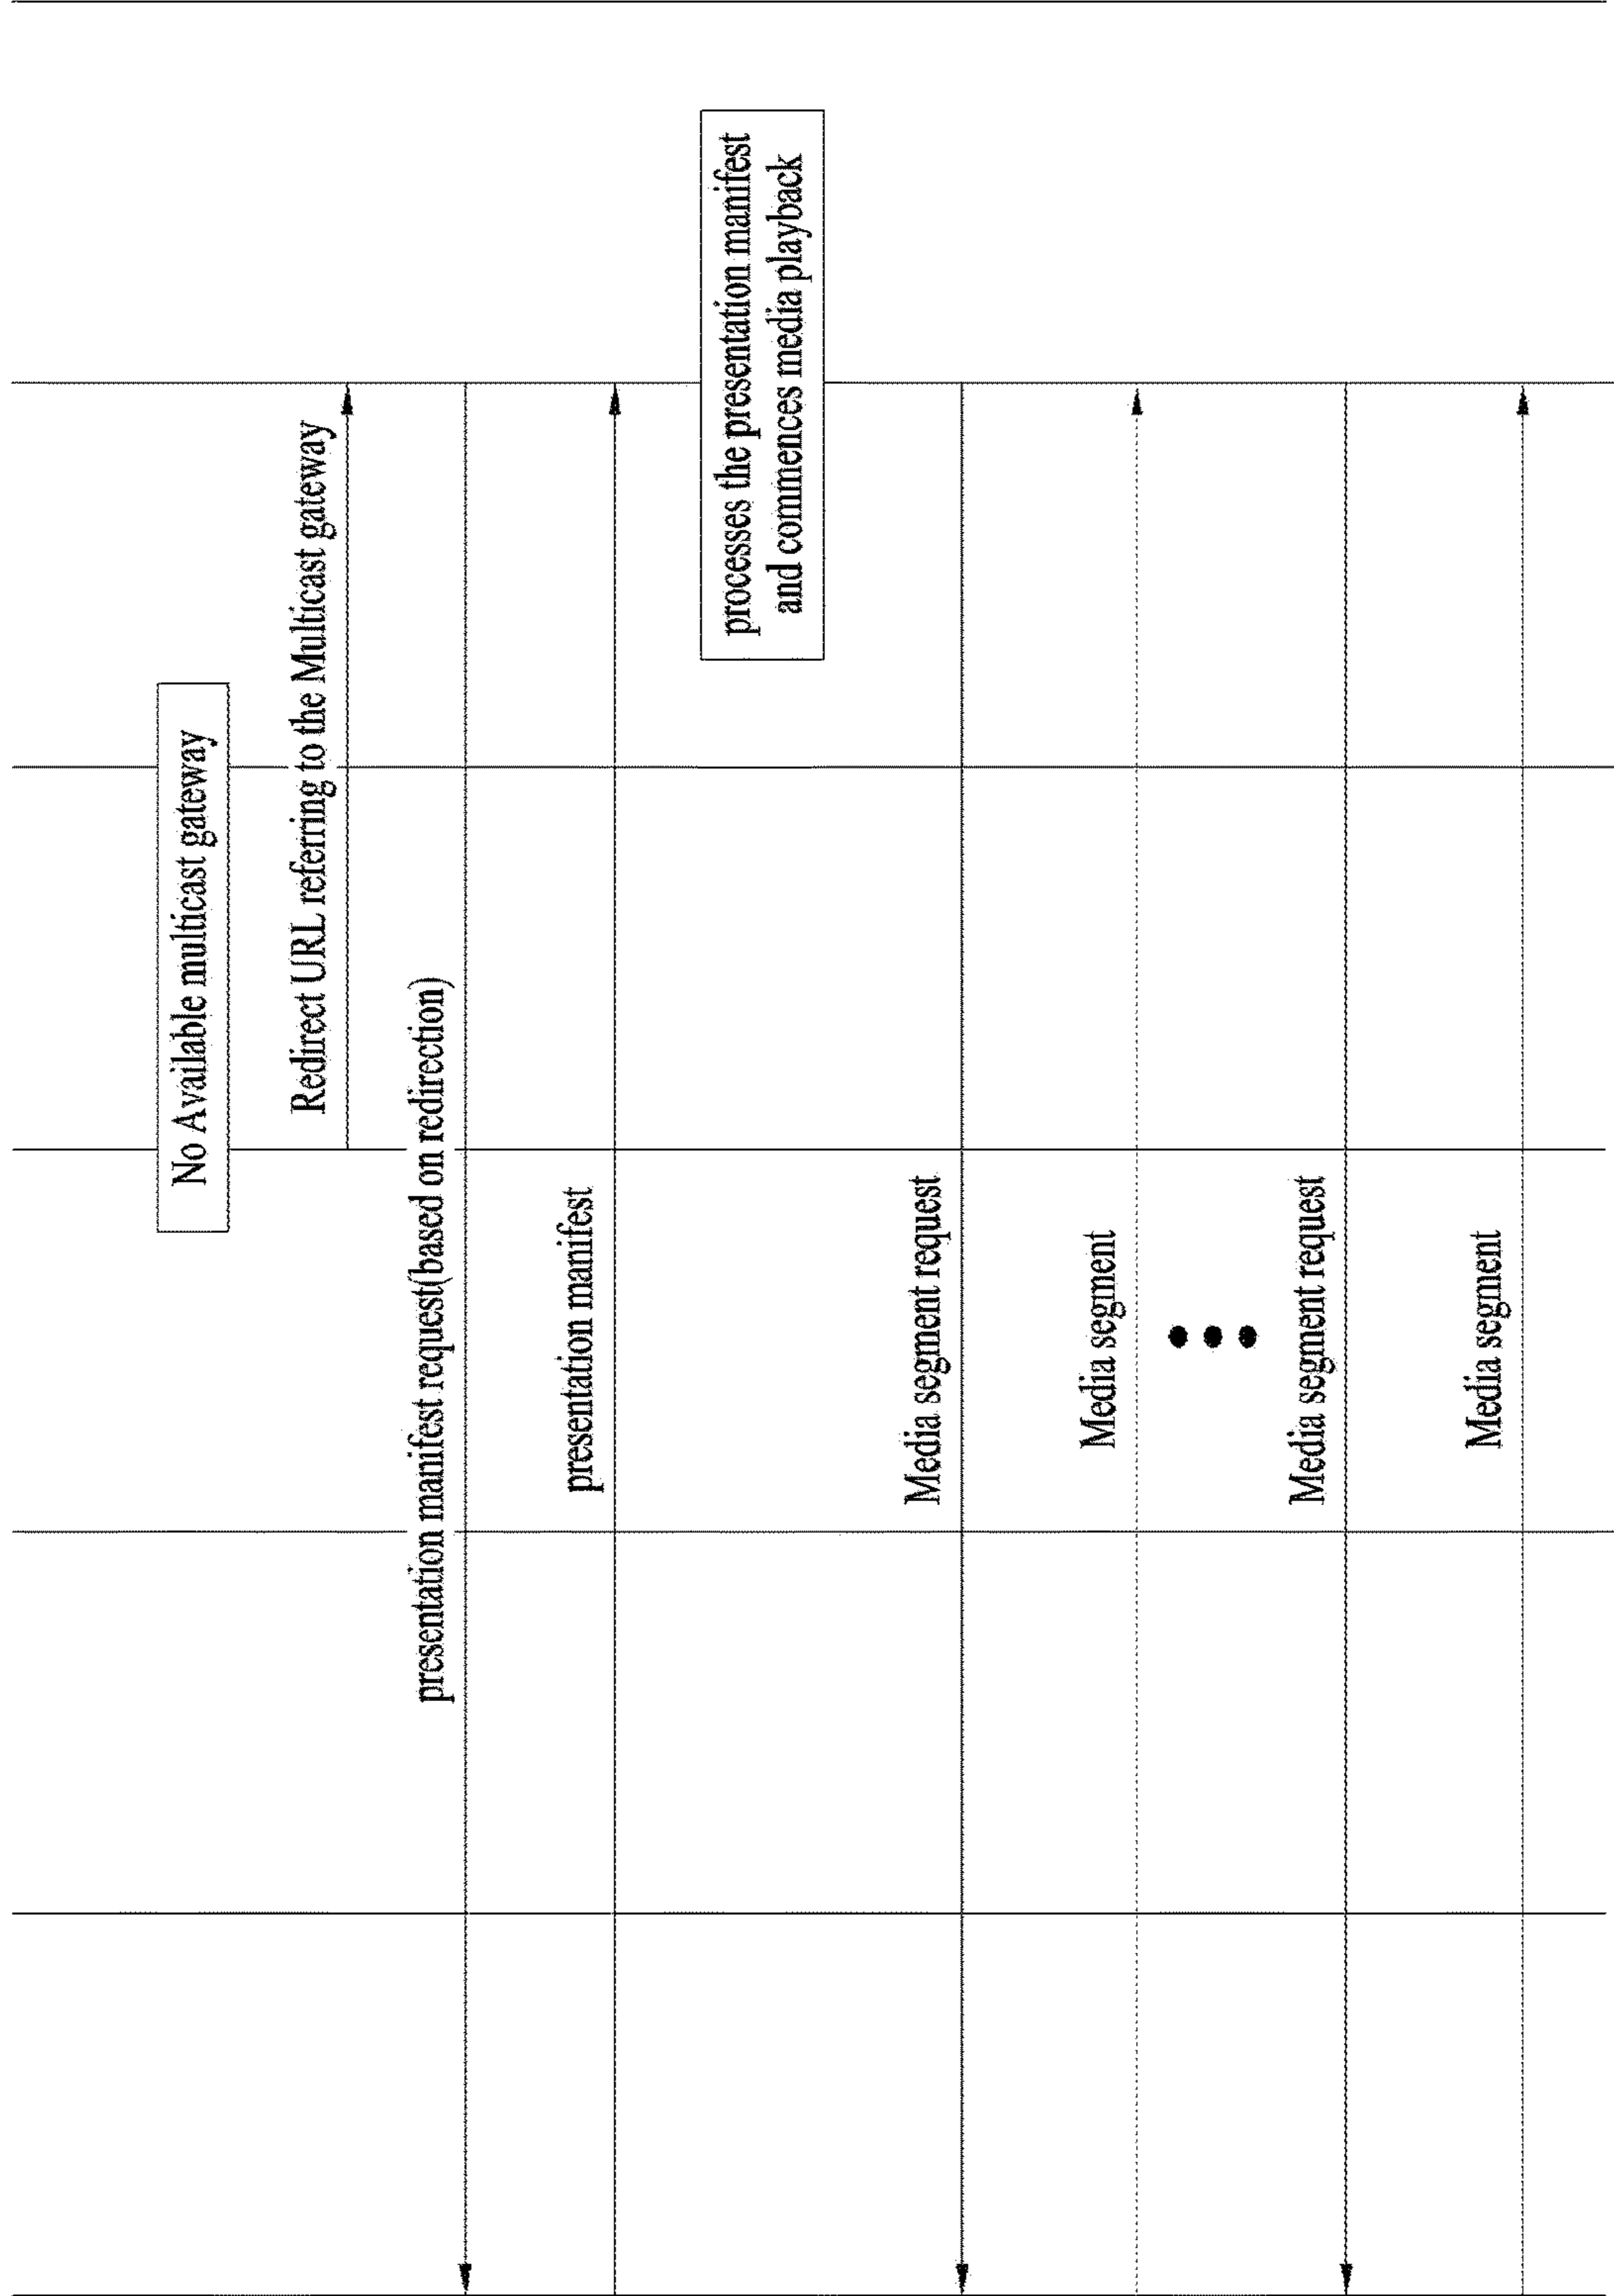 No Available multicast gateway
Redirect URL referring to the Multicast gateway
presentation manifest request(based on redirection)
presentation manifest
processes the presentation manifest
and commences media playback
Media segment request
Media segment
Media segment request
Media segment